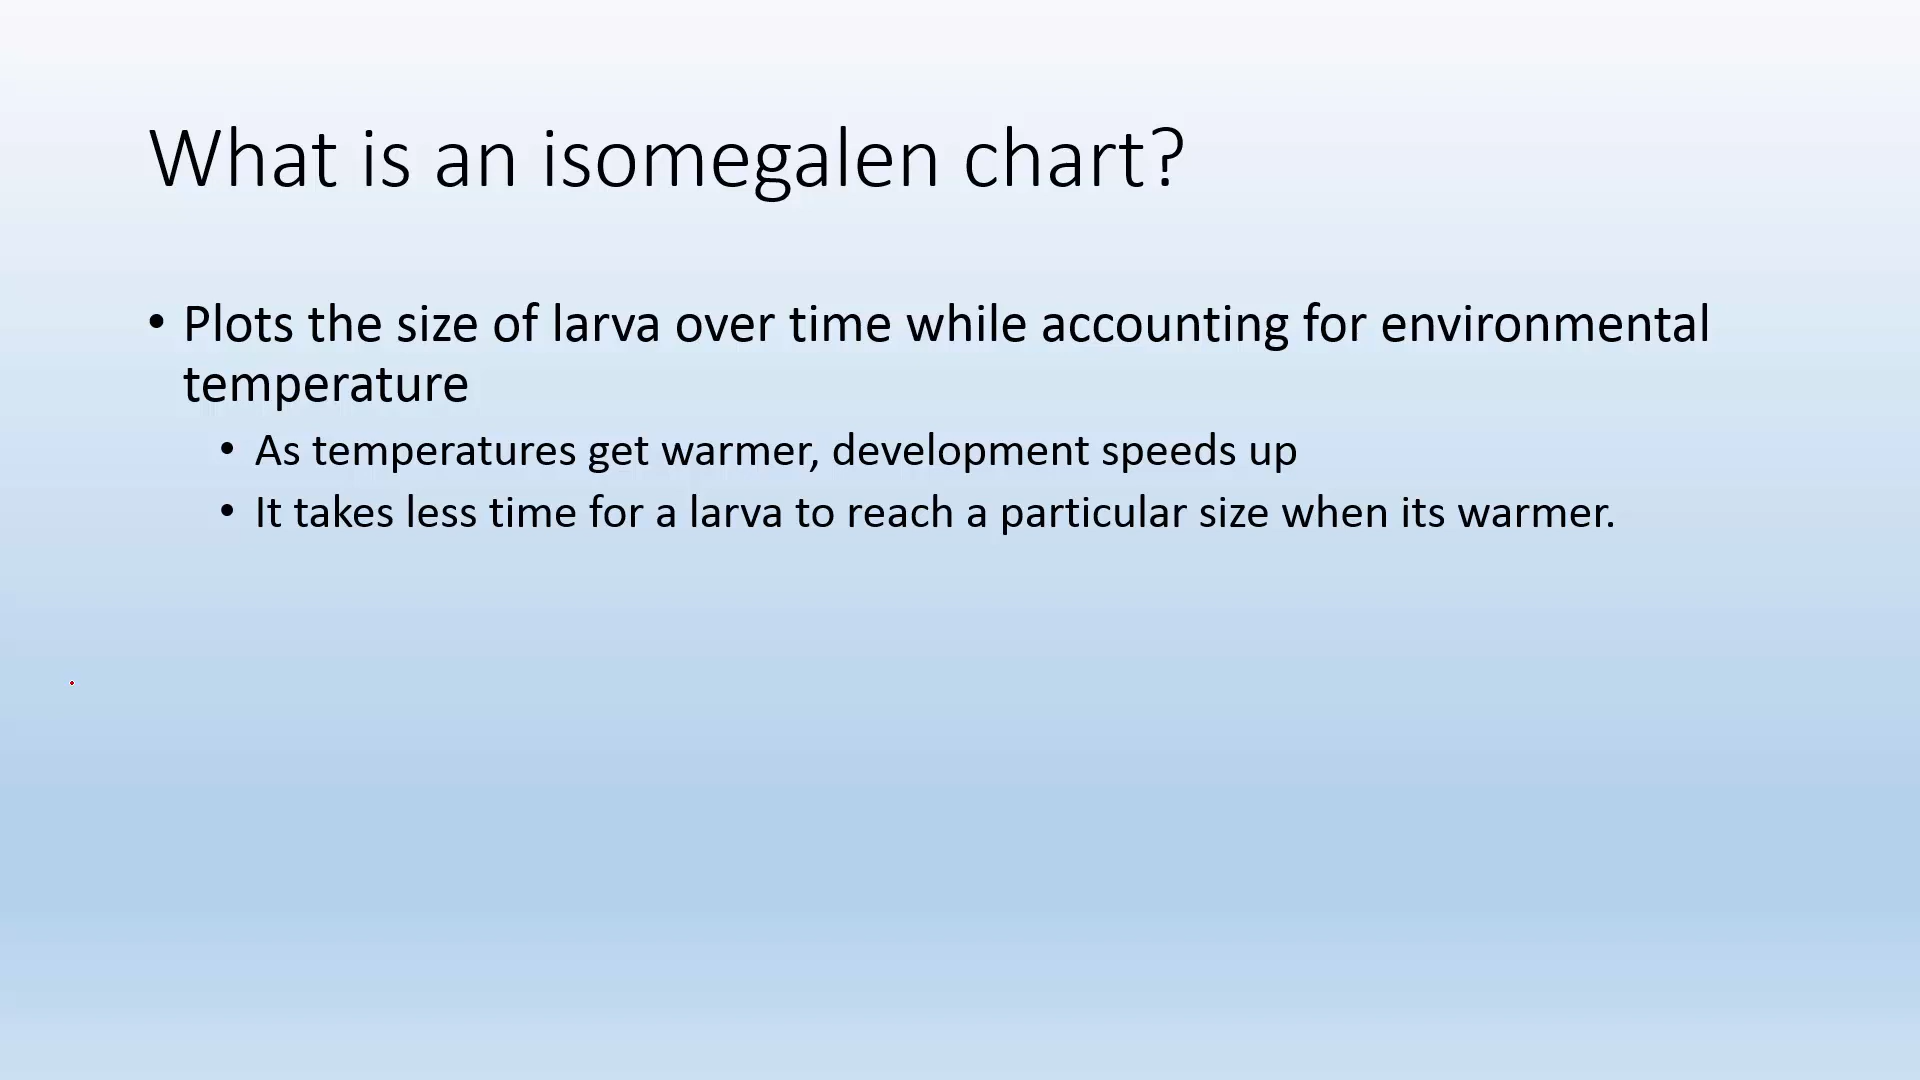 What is an isomegalen chart?
• Plots the size of larva over time while accounting for environmental
temperature
• As temperatures get warmer, development speeds up
• It takes less time for a larva to reach a particular size when its warmer.